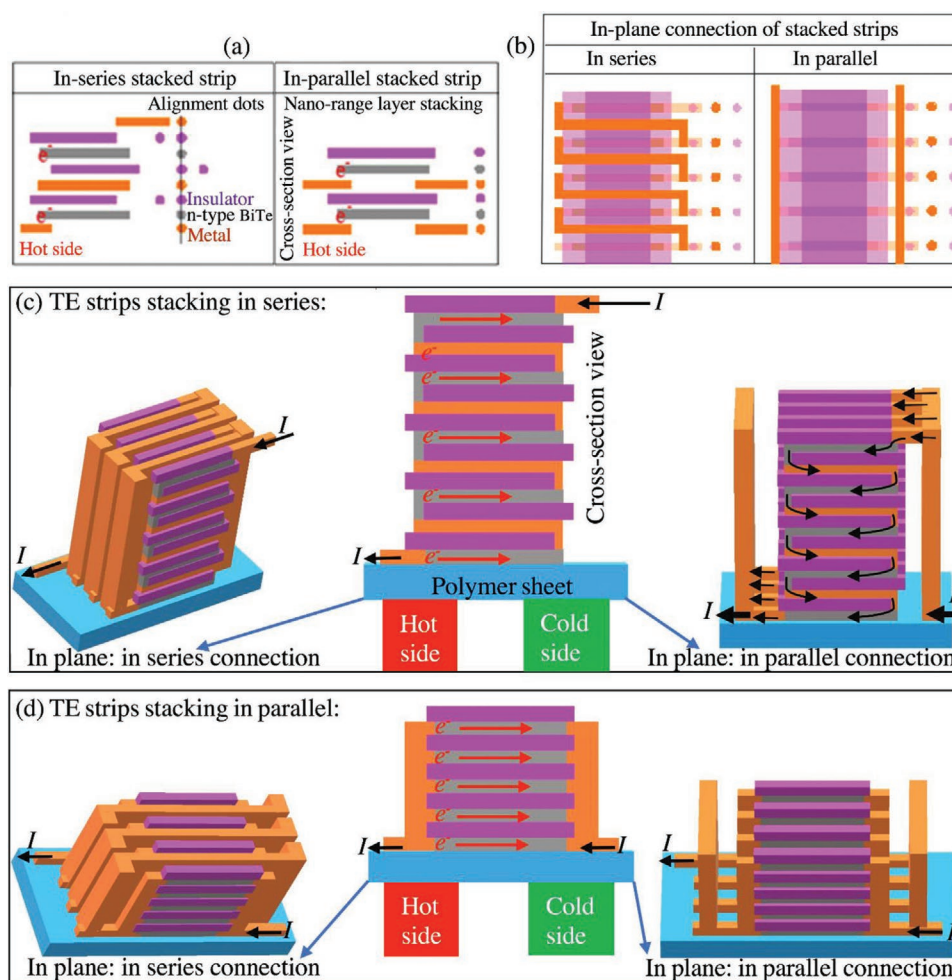 (a)
In-series stacked strip
In-parallel stacked strip
Alignment dots
e-
e-
Insulator
n-type BiTe
Metal
Hot side
Cross-section view
Nano-range layer stacking
e-
e-
Hot side
(b)
In-plane connection of stacked strips
In series
In parallel
(c) TE strips stacking in series:
I
I
In plane: in series connection
I
e-
e-
e-
e-
e-
I
Cross-section view
Polymer sheet
Hot side
Cold side
I
I
In plane: in parallel connection
(d) TE strips stacking in parallel:
I
I
In plane: in series connection
e-
e-
e-
e-
e-
I
I
Hot side
Cold side
I
I
In plane: in parallel connection